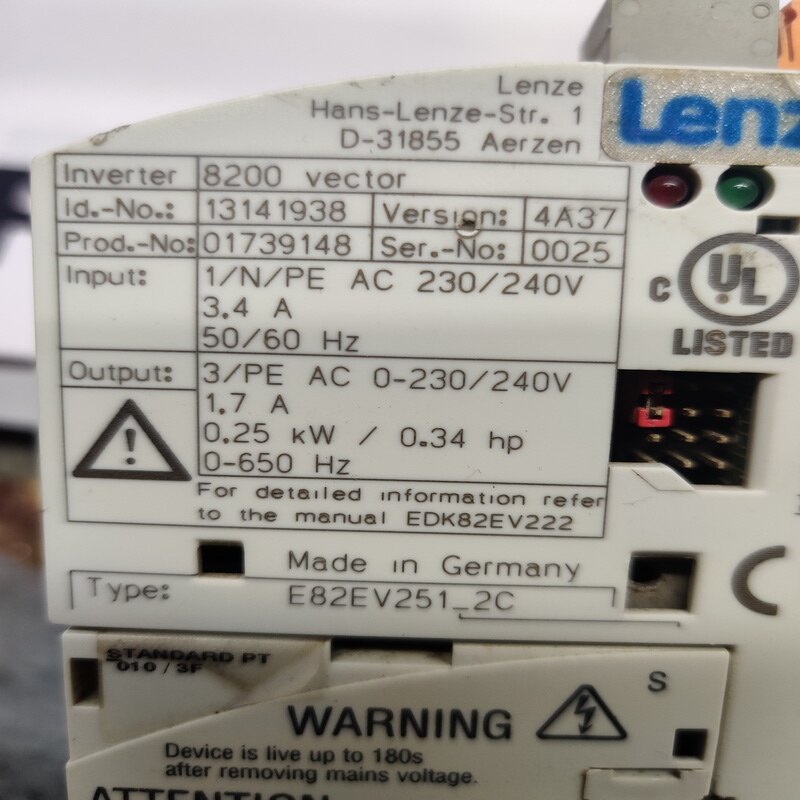 Lenze
Hans-Lenze-Str. 1
D-31855 Aerzen
Lenz
Inverter 8200 vector
Id.-No.: 13141938 Version: 4A37
Prod.-No: 01739148 Ser.-No: 0025
Input: 1/N/PE AC 230/240V
3.4 A
50/60 Hz
C UL
LISTED
Output: 3/PE AC 0-230/240V
1.7 A
0.25 kW / 0.34 hp
0-650 Hz
For detailed information refer
to the manual EDK82EV222
Made in Germany
Type: E82EV251_2C
STANDARD PT
010 / 3F
S
WARNING
Device is live up to 180s
after removing mains voltage.
ATTENTION